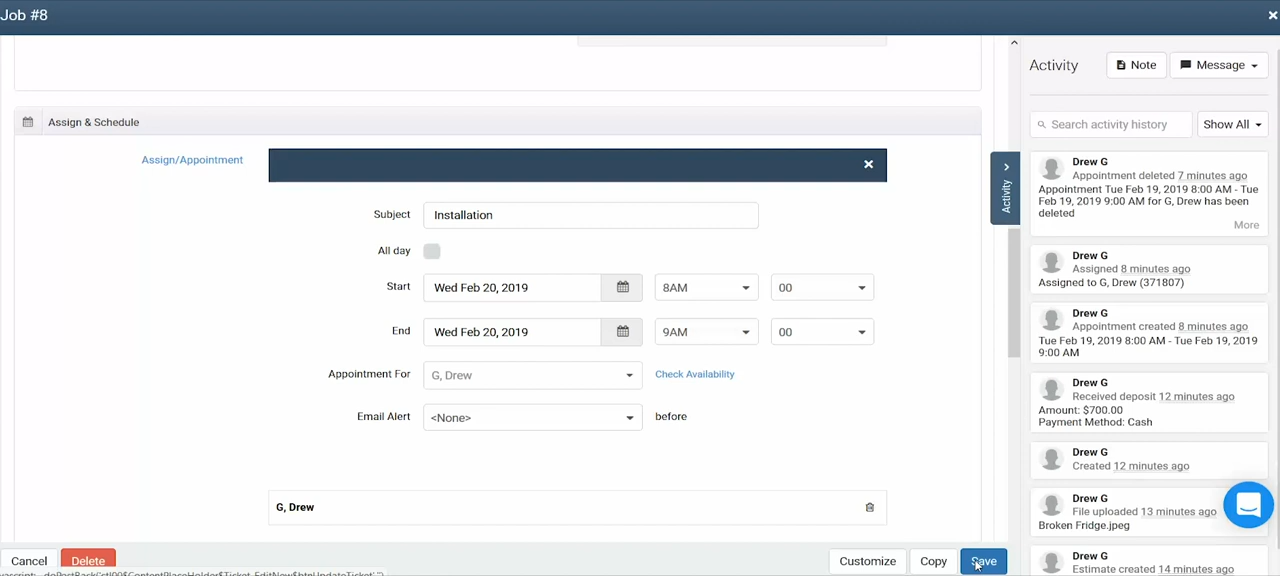 Job #8
Assign & Schedule
Assign/Appointment
Subject
Installation
All day
Start
Wed Feb 20, 2019
8AM
00
End
Wed Feb 20, 2019
9AM
00
Appointment For
G, Drew
Check Availability
Email Alert
<None>
before
G, Drew
Cancel
Delete
Customize
Copy
Save
Activity
Activity
Note
Message
Search activity history
Show All
Drew G
Appointment deleted 7 minutes ago
Appointment Tue Feb 19, 2019 8:00 AM - Tue
Feb 19, 2019 9:00 AM for G, Drew has been
deleted
More
Drew G
Assigned 8 minutes ago
Assigned to G, Drew (371807)
Drew G
Appointment created 8 minutes ago
Tue Feb 19, 2019 8:00 AM - Tue Feb 19, 2019
9:00 AM
Drew G
Received deposit 12 minutes ago
Amount: $700.00
Payment Method: Cash
Drew G
Created 12 minutes ago
Drew G
File uploaded 13 minutes ago
Broken Fridge.jpeg
Drew G
Estimate created 14 minutes ago